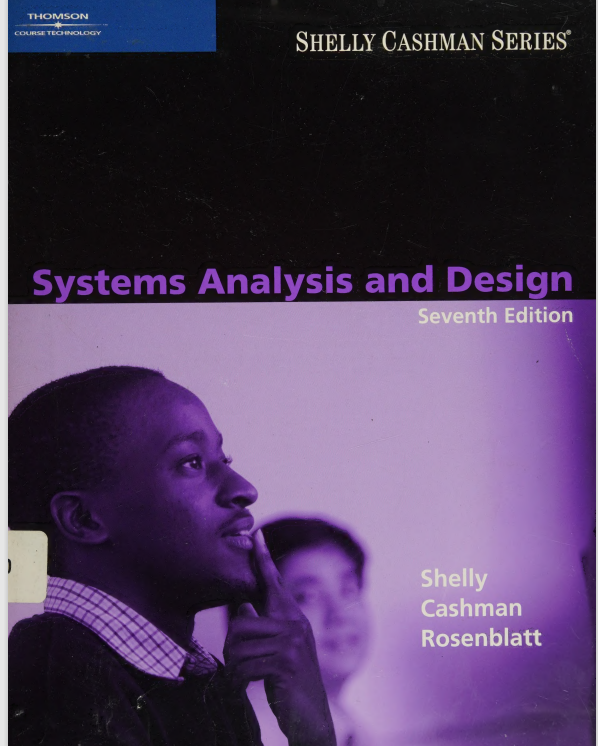 THOMSON
COURSE TECHNOLOGY
SHELLY CASHMAN SERIES®
Systems Analysis and Design
Seventh Edition
Shelly
Cashman
Rosenblatt